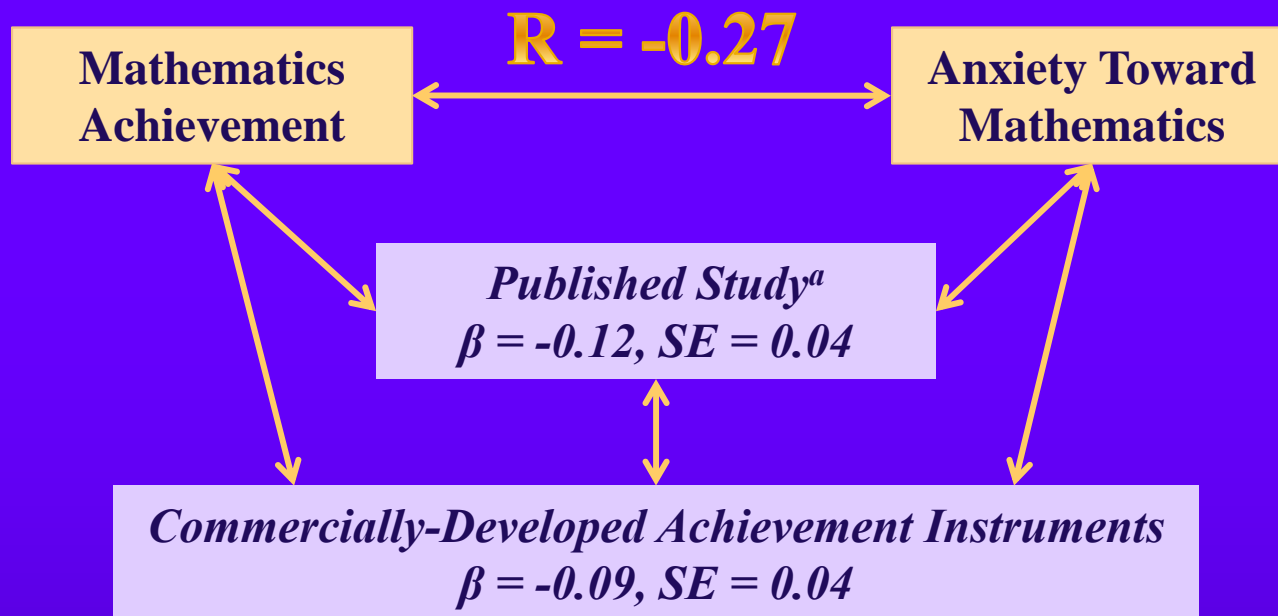 R = -0.27
Mathematics
Achievement
Anxiety Toward
Mathematics
Published Studyᵃ
β = -0.12, SE = 0.04
Commercially-Developed Achievement Instruments
β = -0.09, SE = 0.04